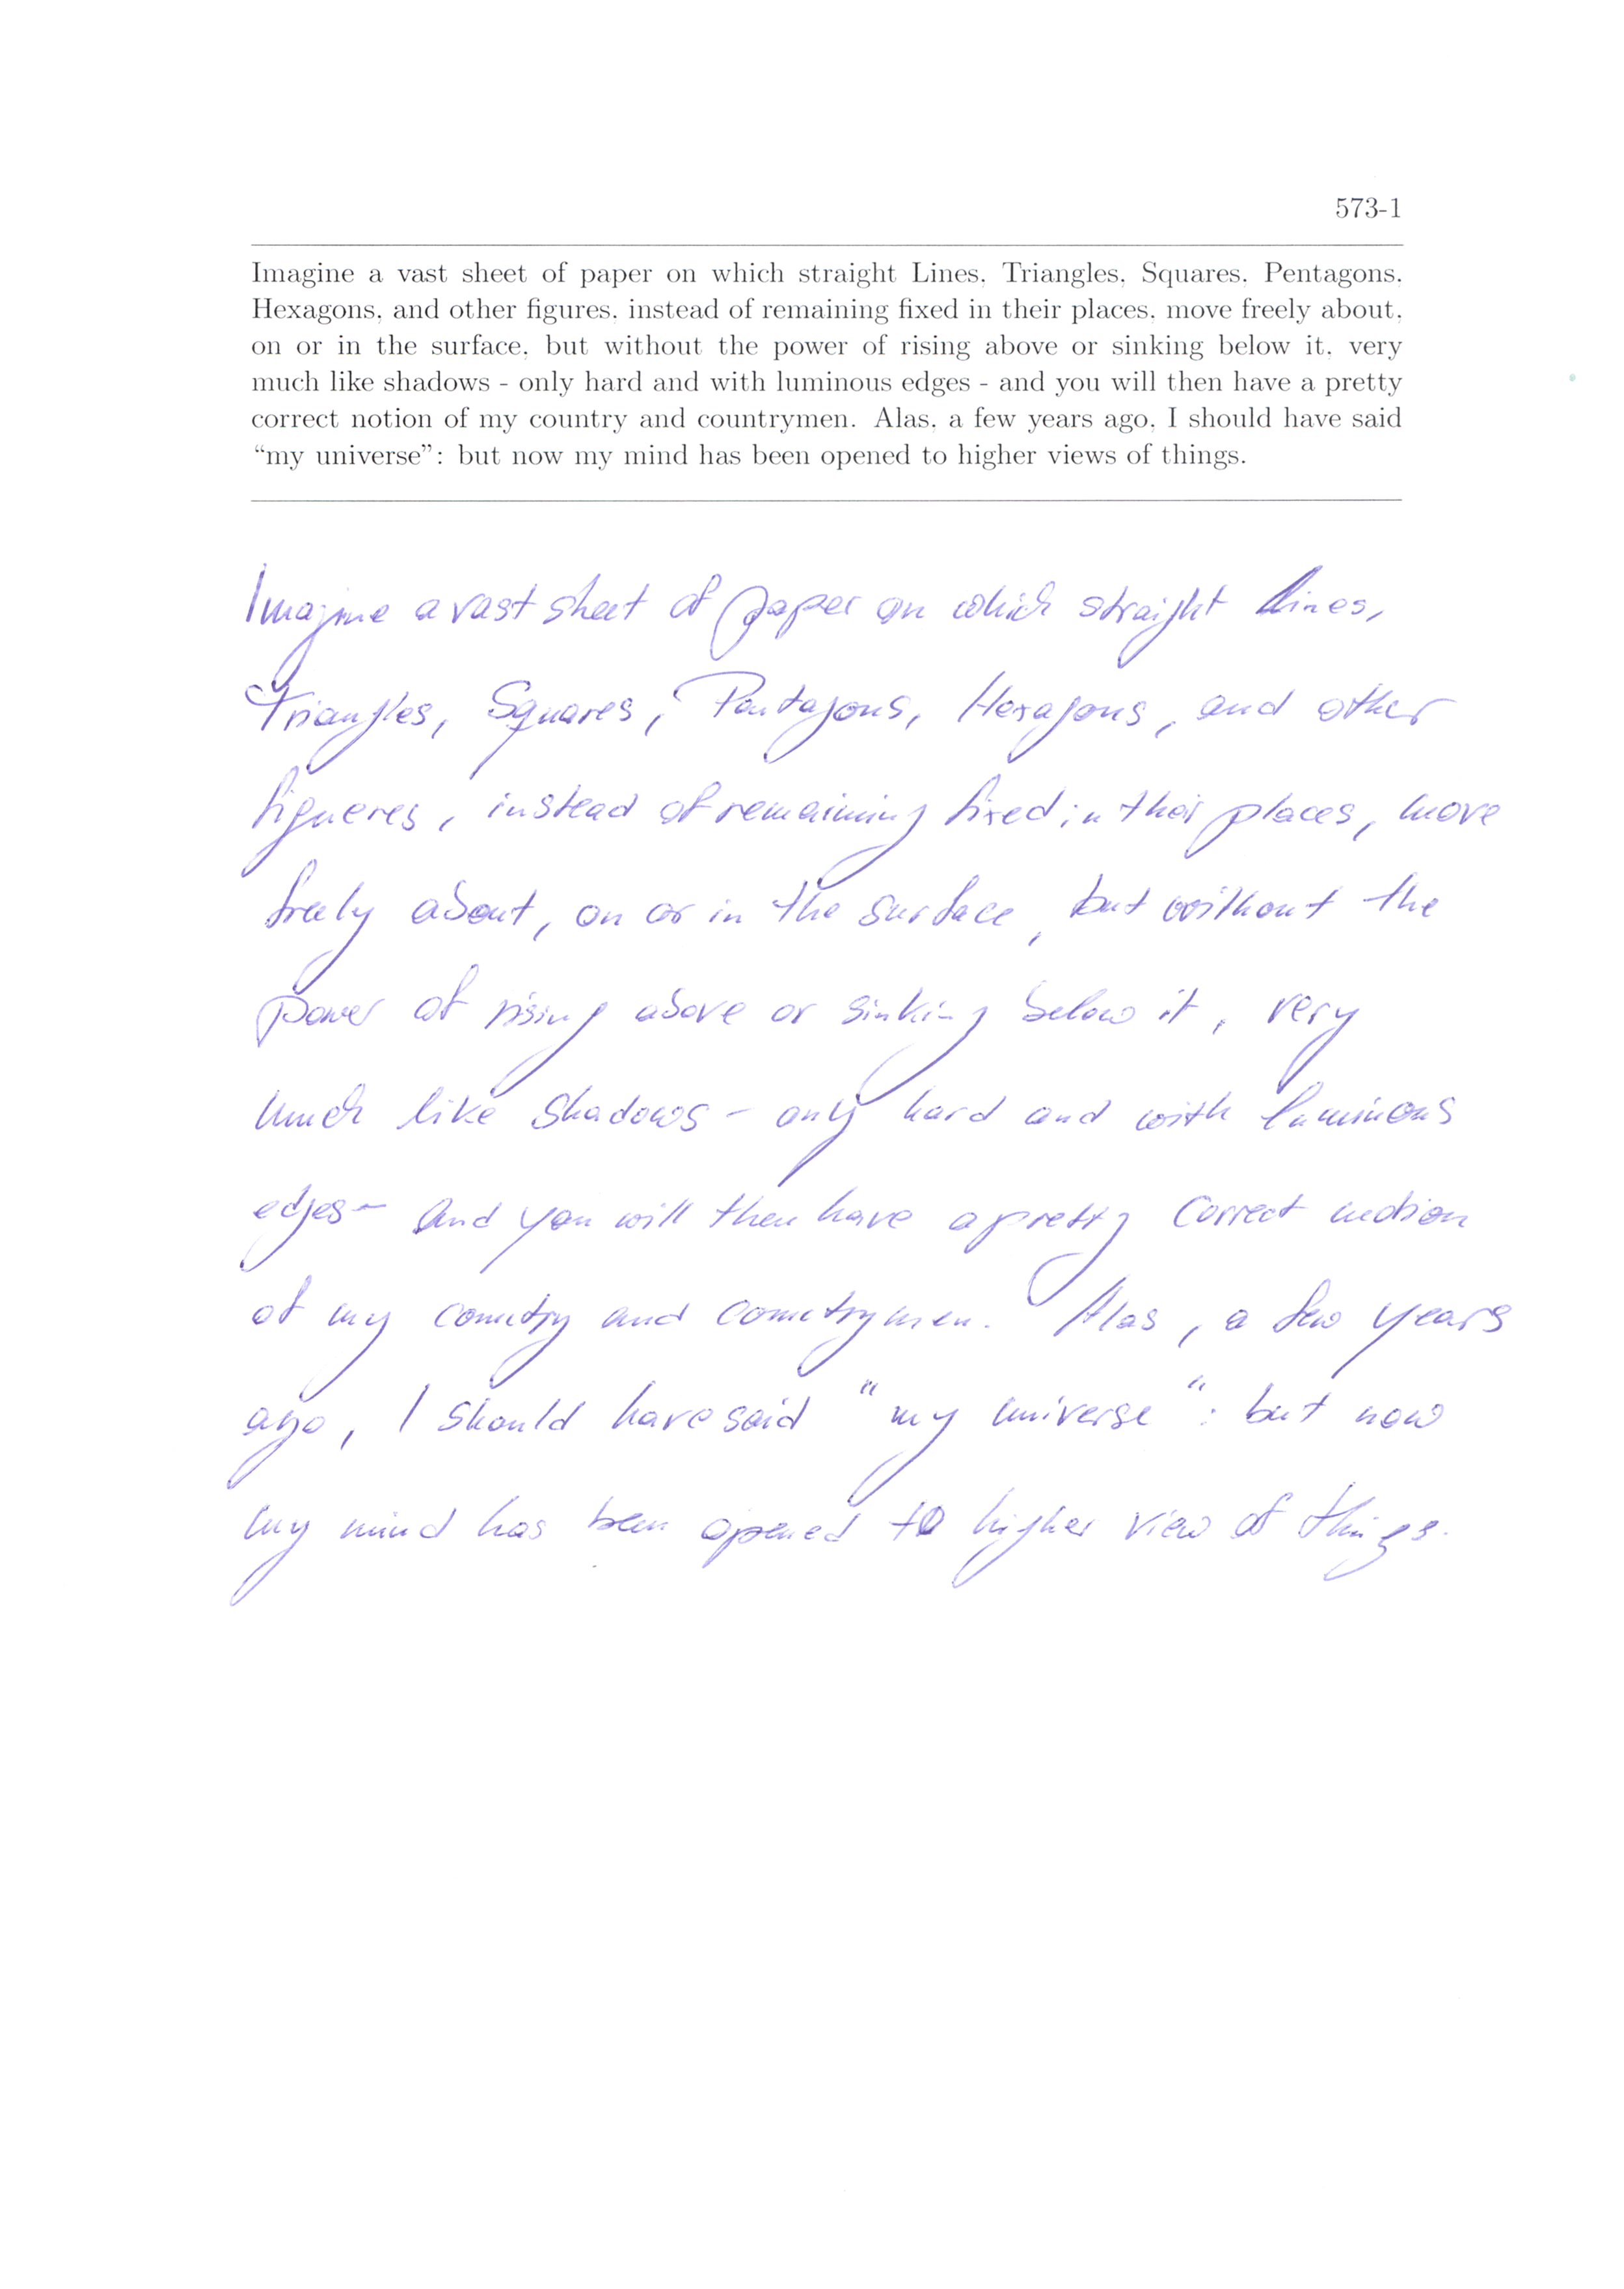 573-1
Imagine a vast sheet of paper on which straight Lines, Triangles, Squares, Pentagons,
Hexagons, and other figures, instead of remaining fixed in their places, move freely about,
on or in the surface, but without the power of rising above or sinking below it, very
much like shadows - only hard and with luminous edges - and you will then have a pretty
correct notion of my country and countrymen. Alas, a few years ago, I should have said
“my universe”: but now my mind has been opened to higher views of things.
Imagine a vast sheet of paper on which straight lines,
Triangles, Squares, Pentagons, Hexagons, and other
figueres, instead of remaining fixed in their places, move
freely about, on or in the surface, but without the
power of rising above or sinking below it, very
much like shadows - only hard and with luminous
edges - and you will then have a pretty correct notion
of my country and countrymen. Alas, a few years
ago, I should have said "my universe": but now
my mind has been opened to higher view of things.